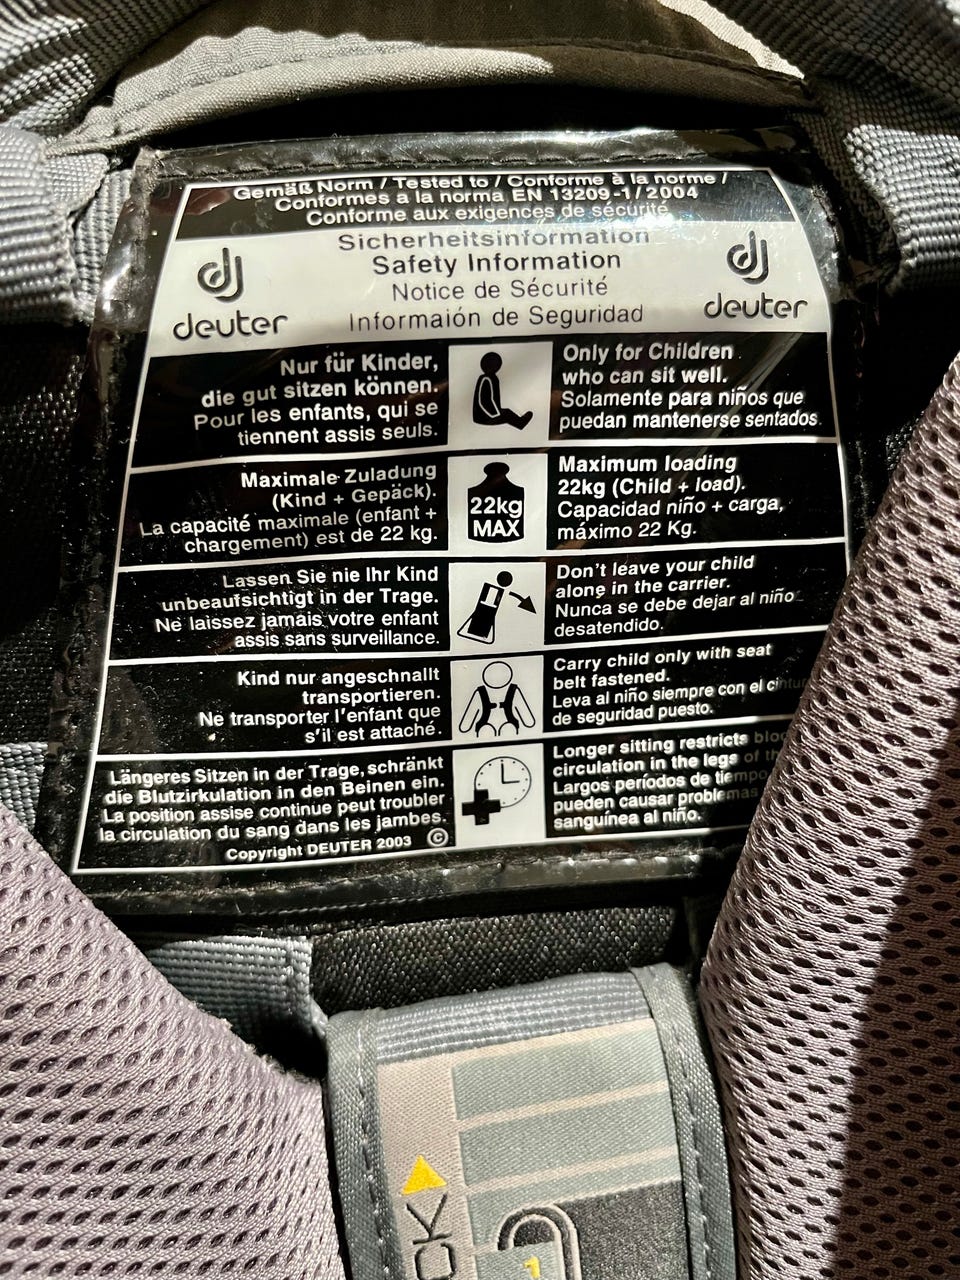 Gemäß Norm / Tested to / Conforme à la norme /
Conformes a la norma EN 13209-1/2004
Conforme aux exigences de sécurité
Sicherheitsinformation
Safety Information
Notice de Sécurité
Informaión de Seguridad
deuter
deuter
Nur für Kinder,
die gut sitzen können.
Pour les enfants, qui se
tiennent assis seuls.
Only for Children
who can sit well.
Solamente para niños que
puedan mantenerse sentados.
Maximale Zuladung
(Kind + Gepäck).
La capacité maximale (enfant +
chargement) est de 22 kg.
22kg
MAX
Maximum loading
22kg (Child + load).
Capacidad niño + carga,
máximo 22 Kg.
Lassen Sie nie Ihr Kind
unbeaufsichtigt in der Trage.
Ne laissez jamais votre enfant
assis sans surveillance.
Don't leave your child
alone in the carrier.
Nunca se debe dejar al niño
desatendido.
Kind nur angeschnallt
transportieren.
Ne transporter l'enfant que
s'il est attaché.
Carry child only with seat
belt fastened.
Leva al niño siempre con el cintur
de seguridad puesto.
Längeres Sitzen in der Trage, schränkt
die Blutzirkulation in den Beinen ein.
La position assise continue peut troubler
la circulation du sang dans les jambes.
Copyright DEUTER 2003 ©
Longer sitting restricts bloo
circulation in the legs of th
Largos períodos de tiempo
pueden causar problemas
sanguínea al niño.
CK
1